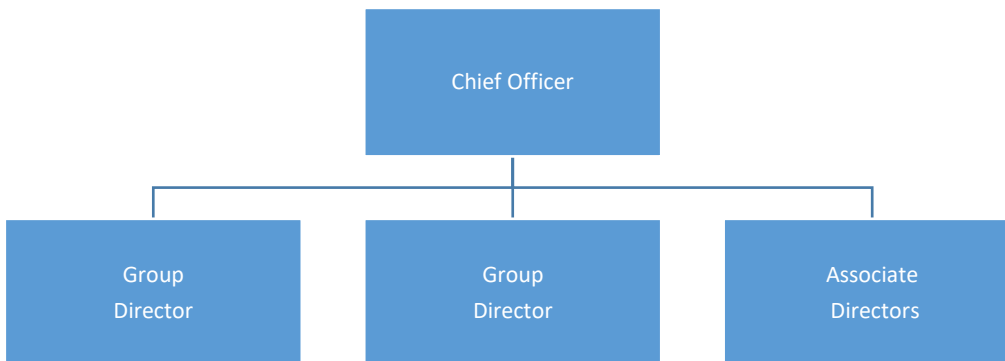 Chief Officer
Group
Director
Group
Director
Associate
Directors